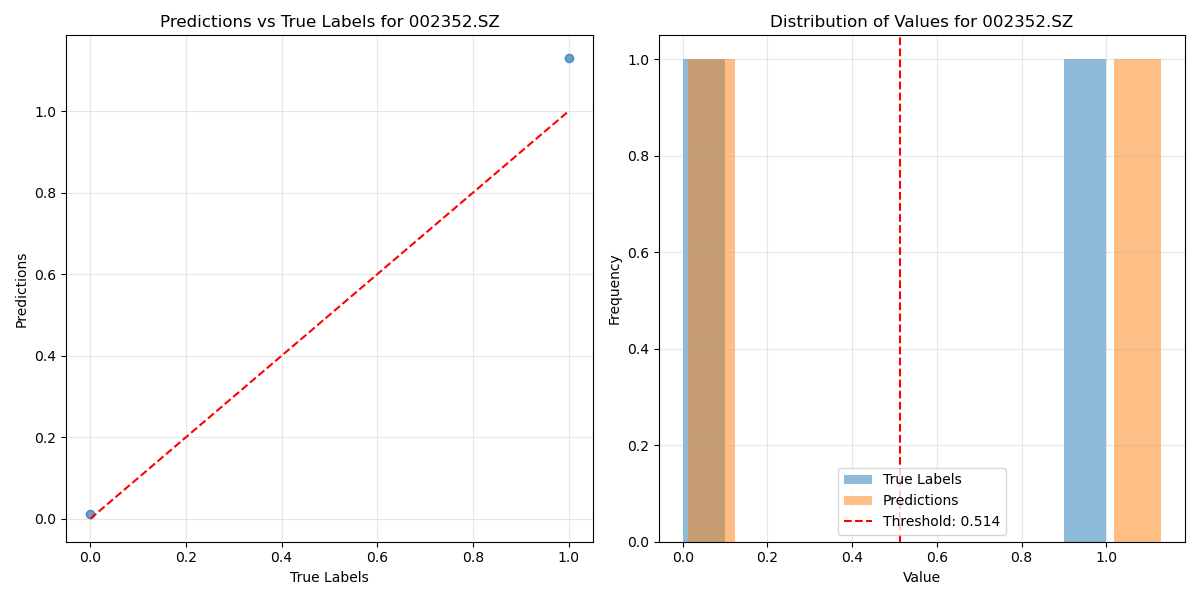 Predictions vs True Labels for 002352.SZ
Predictions
1.0
0.8
0.6
0.4
0.2
0.0
0.0 0.2 0.4 0.6 0.8 1.0
True Labels
Distribution of Values for 002352.SZ
Frequency
1.0
0.8
0.6
0.4
0.2
0.0
True Labels
Predictions
Threshold: 0.514
0.0 0.2 0.4 0.6 0.8 1.0
Value